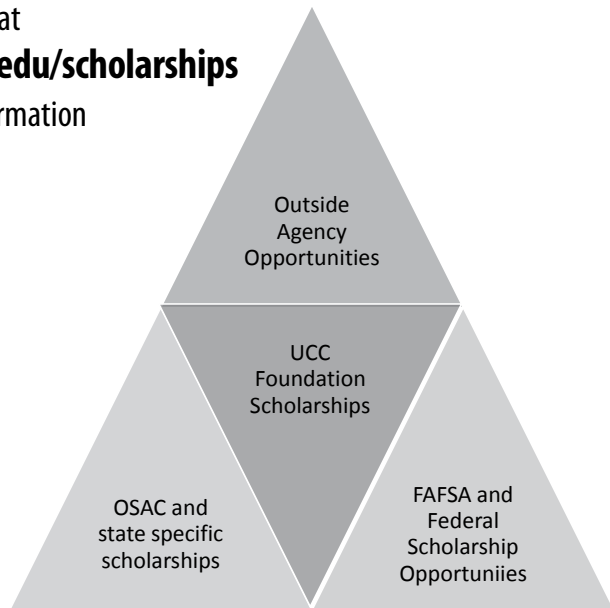 at
edu/scholarships
rmation
Outside
Agency
Opportunities
UCC
Foundation
Scholarships
OSAC and
state specific
scholarships
FAFSA and
Federal
Scholarship
Opportuniies